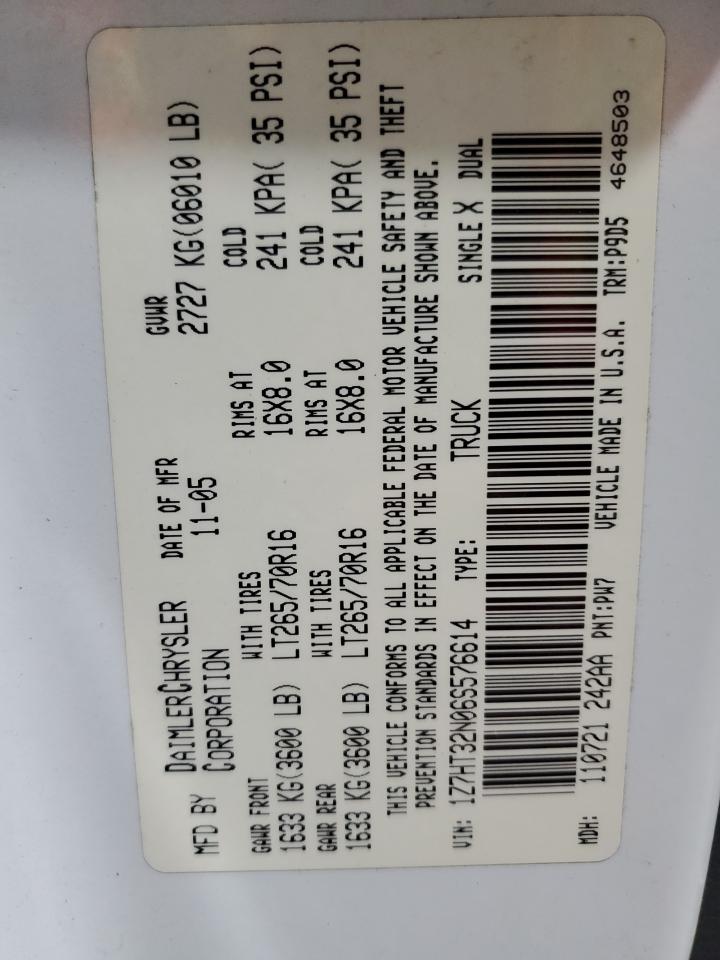 MFD BY DAIMLERCHRYSLER CORPORATION DATE OF MFR 11-05 GVWR 2727 KG(06010 LB)
GAWR FRONT WITH TIRES RIMS AT COLD
1633 KG(3600 LB) LT265/70R16 16X8.0 241 KPA( 35 PSI)
GAWR REAR WITH TIRES RIMS AT COLD
1633 KG(3600 LB) LT265/70R16 16X8.0 241 KPA( 35 PSI)
THIS VEHICLE CONFORMS TO ALL APPLICABLE FEDERAL MOTOR VEHICLE SAFETY AND THEFT
PREVENTION STANDARDS IN EFFECT ON THE DATE OF MANUFACTURE SHOWN ABOVE.
VIN: 1Z7HT32N06S576614 TYPE: TRUCK SINGLE X DUAL
MDH: 110721 242AA PNT:PW7 VEHICLE MADE IN U.S.A. TRM:P9D5 4648503